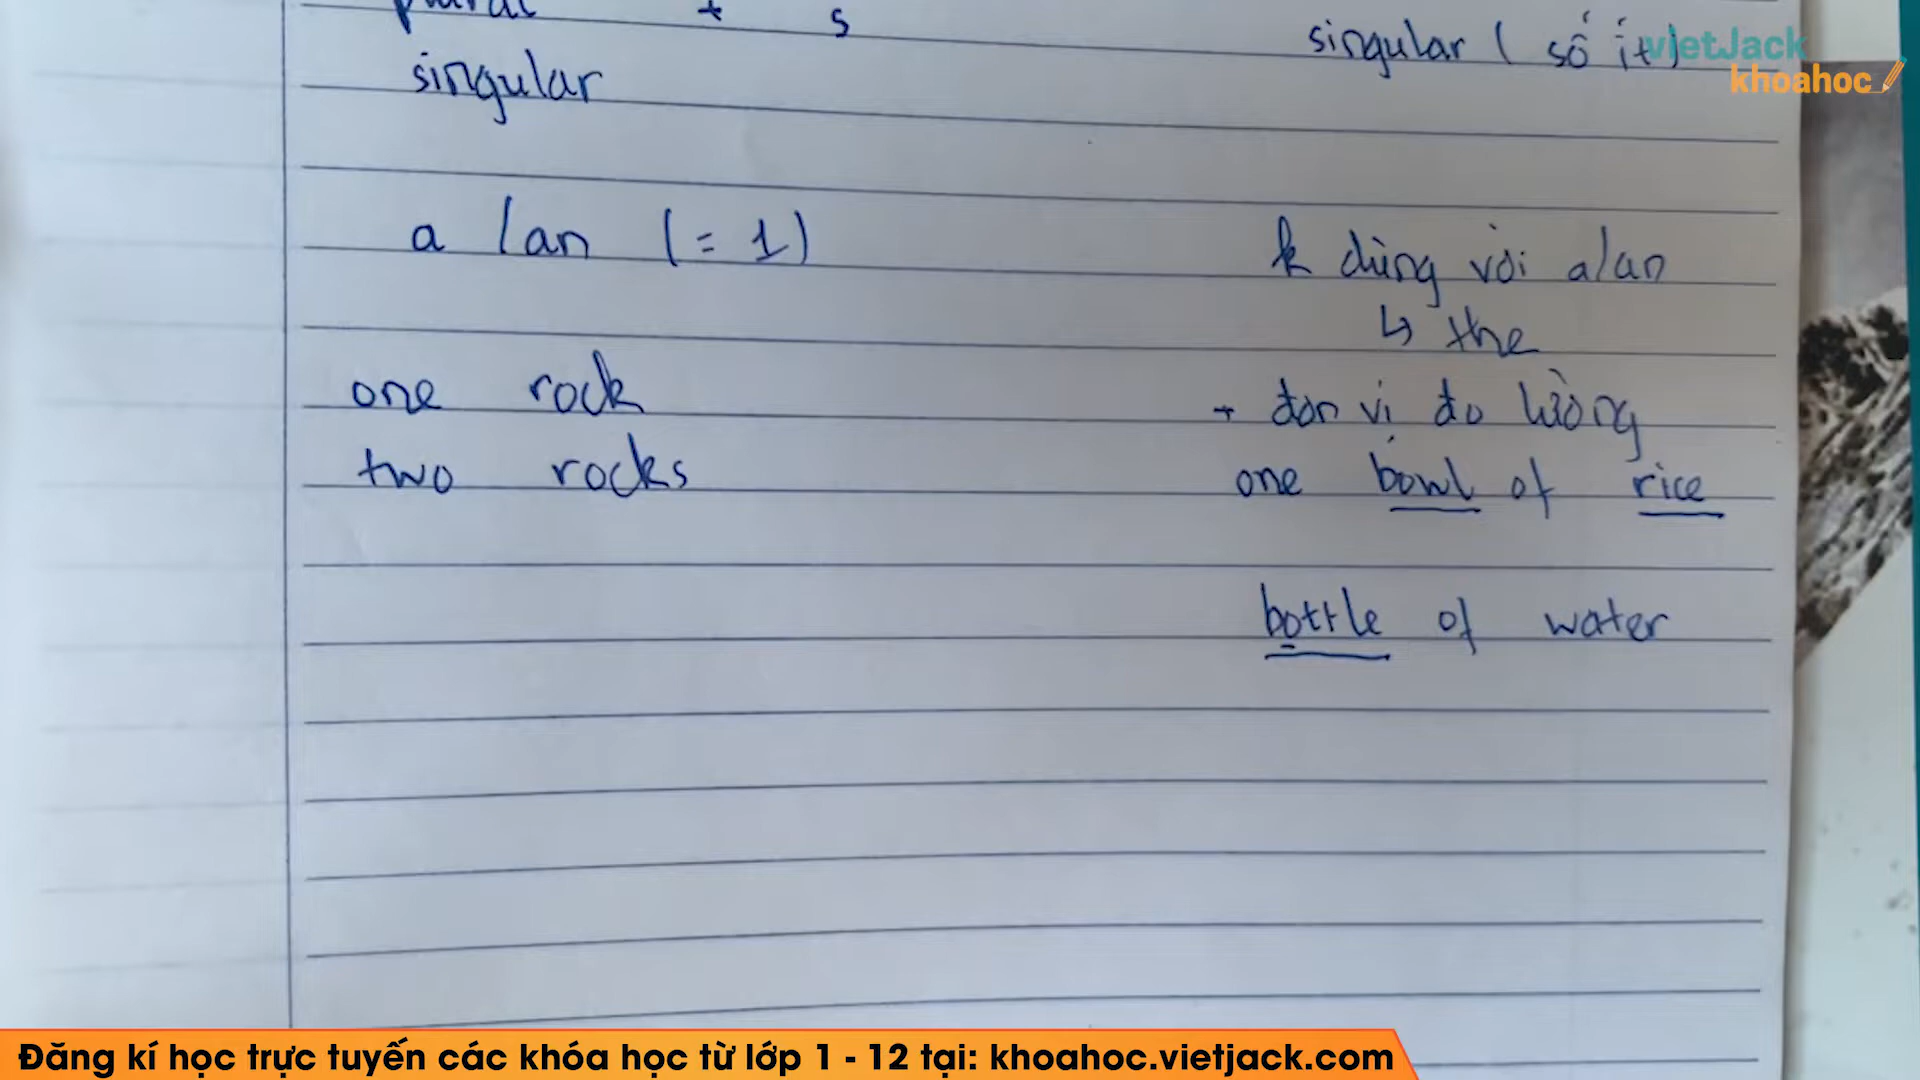 plural + s
singular
singular ( số ít )
vietJack
khoahoc
a / an (= 1)
k dùng với a/an
↳ the
one rock
+ đơn vị đo lường
two rocks
one bowl of rice
bottle of water
Đăng kí học trực tuyến các khóa học từ lớp 1 - 12 tại: khoahoc.vietjack.com